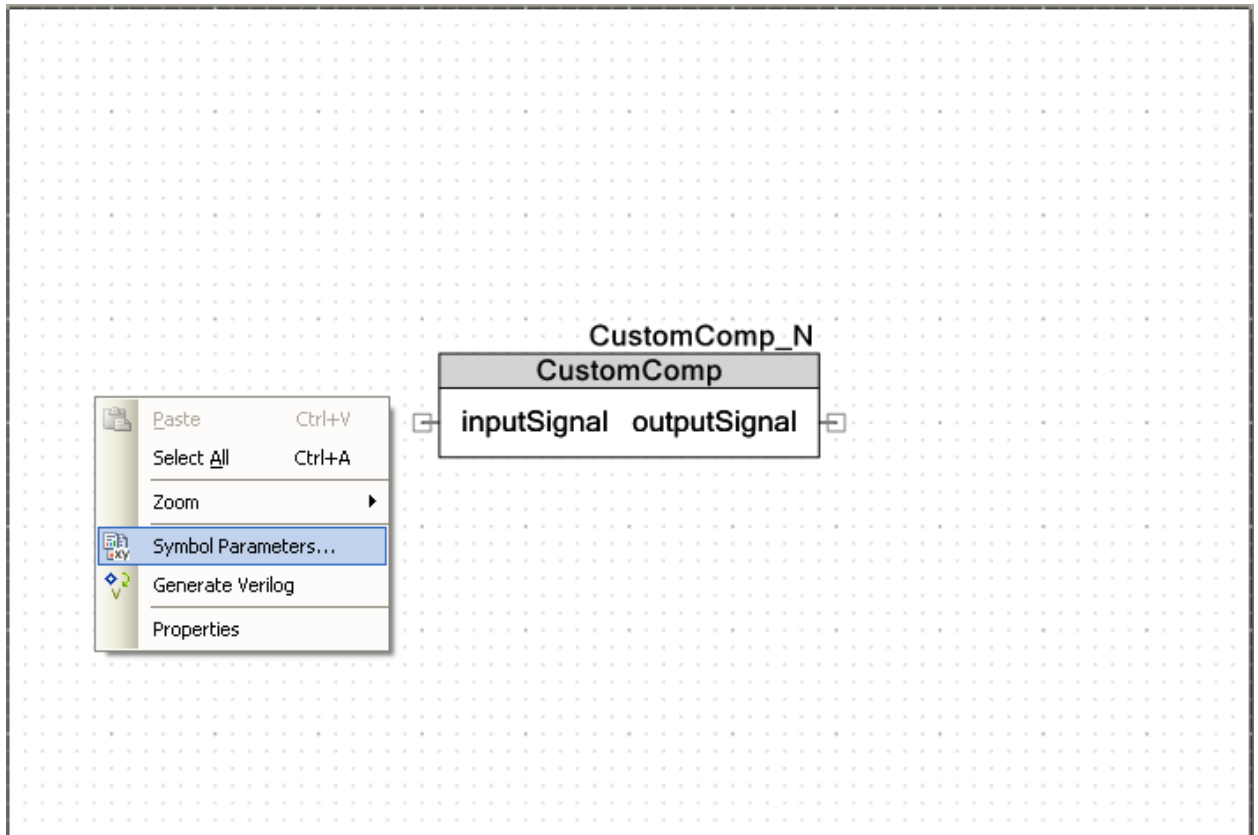 CustomComp_N
CustomComp
inputSignal outputSignal
Paste Ctrl+V
Select All Ctrl+A
Zoom
Symbol Parameters...
Generate Verilog
Properties